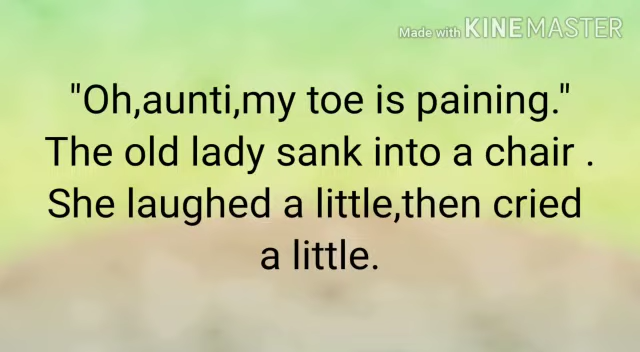 Made with KINEMASTER
"Oh,aunti,my toe is paining."
The old lady sank into a chair .
She laughed a little,then cried
a little.